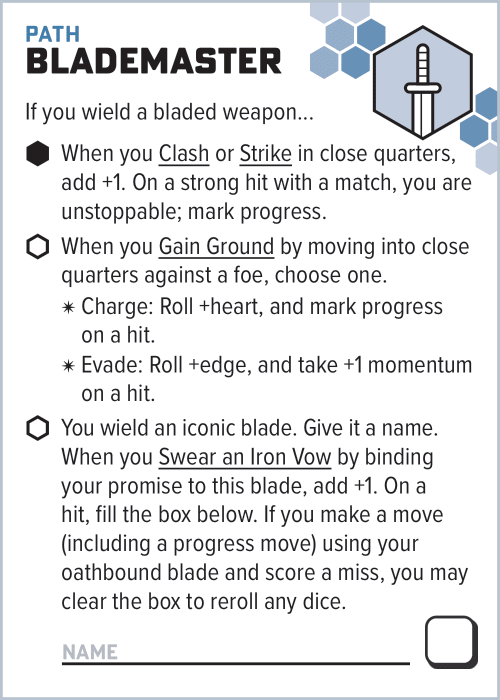 PATH
BLADEMASTER
If you wield a bladed weapon...
When you Clash or Strike in close quarters,
add +1. On a strong hit with a match, you are
unstoppable; mark progress.
When you Gain Ground by moving into close
quarters against a foe, choose one.
✴ Charge: Roll +heart, and mark progress
on a hit.
✴ Evade: Roll +edge, and take +1 momentum
on a hit.
You wield an iconic blade. Give it a name.
When you Swear an Iron Vow by binding
your promise to this blade, add +1. On a
hit, fill the box below. If you make a move
(including a progress move) using your
oathbound blade and score a miss, you may
clear the box to reroll any dice.
NAME